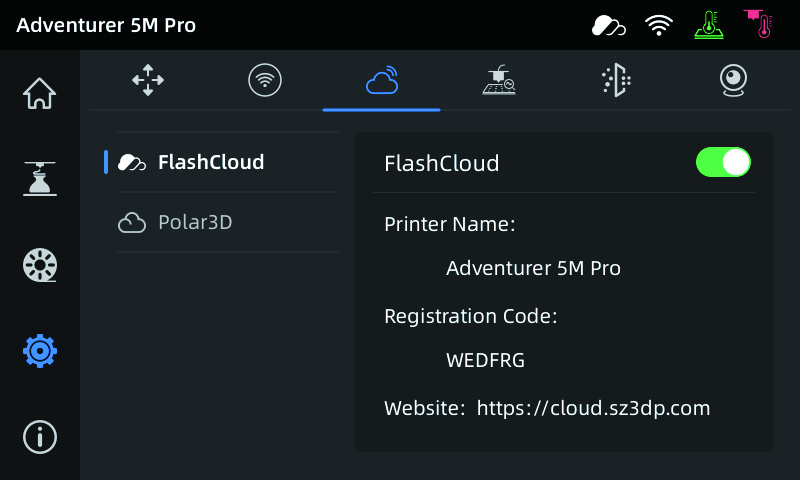 Adventurer 5M Pro
FlashCloud
Polar3D
FlashCloud
Printer Name:
Adventurer 5M Pro
Registration Code:
WEDFRG
Website: https://cloud.sz3dp.com